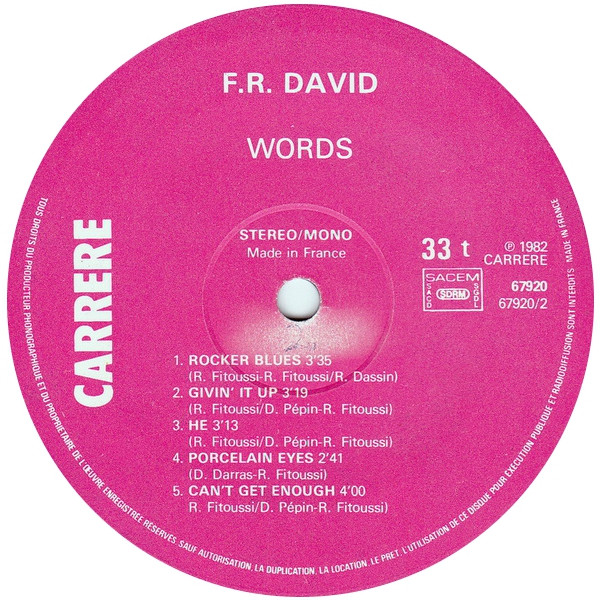 F.R. DAVID
WORDS
CARRERE
STEREO/MONO
Made in France
33 t
℗ 1982
CARRERE
SACEM
SACD
SDRM
SGDL
67920
67920/2
1. ROCKER BLUES 3'35
(R. Fitoussi-R. Fitoussi/R. Dassin)
2. GIVIN' IT UP 3'19
(R. Fitoussi/D. Pépin-R. Fitoussi)
3. HE 3'13
(R. Fitoussi/D. Pépin-R. Fitoussi)
4. PORCELAIN EYES 2'41
(D. Darras-R. Fitoussi)
5. CAN'T GET ENOUGH 4'00
R. Fitoussi/D. Pépin-R. Fitoussi)
TOUS DROITS DU PRODUCTEUR PHONOGRAPHIQUE ET DU PROPRIETAIRE DE L'ŒUVRE ENREGISTREE RESERVES. SAUF AUTORISATION, LA DUPLICATION, LA LOCATION, LE PRET, L'UTILISATION DE CE DISQUE POUR EXECUTION PUBLIQUE ET RADIODIFFUSION SONT INTERDITS MADE IN FRANCE